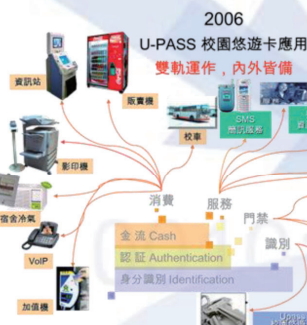 2006
U-PASS 校園悠遊卡應用
雙軌運作，內外皆備
資訊站
販賣機
校車
SMS
簡訊服務
影印機
宿舍冷氣
消費
服務
門禁
識別
金 流 Cash
認 証 Authentication
身分識別 Identification
VoIP
加值機